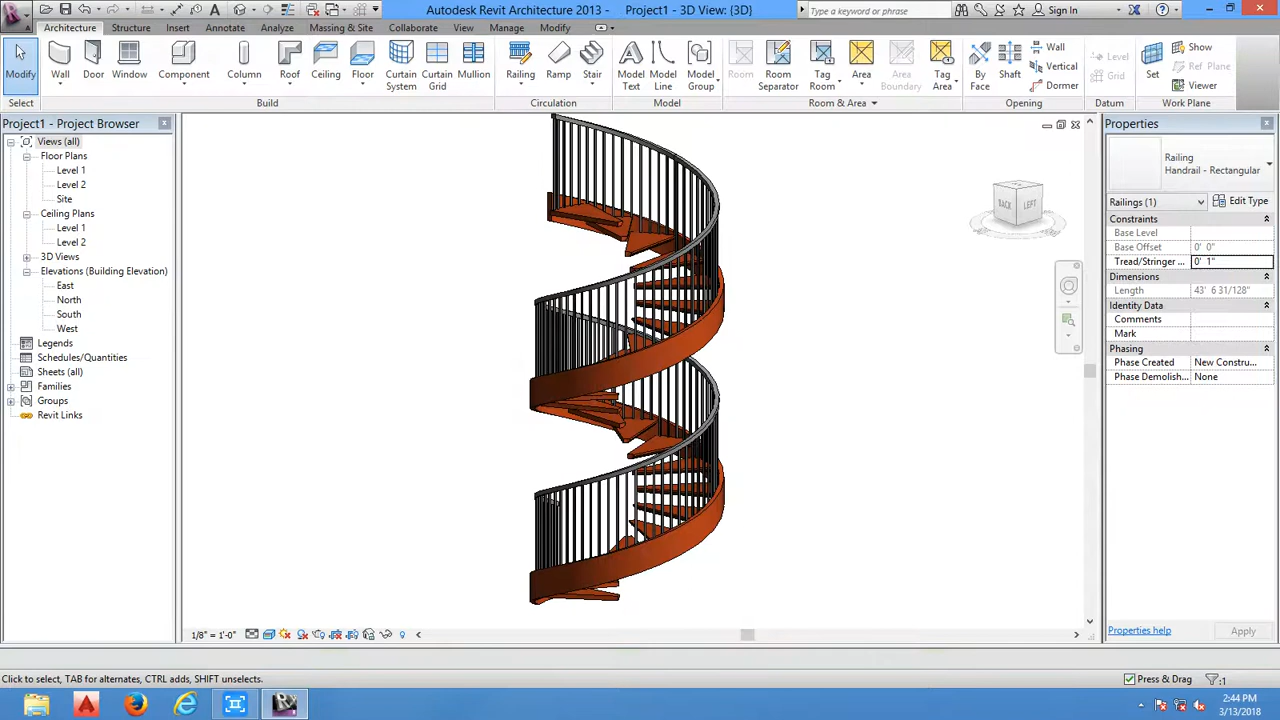 Autodesk Revit Architecture 2013 - Project1 - 3D View: {3D}
Type a keyword or phrase
Sign In
Architecture Structure Insert Annotate Analyze Massing & Site Collaborate View Manage Modify
Modify
Wall
Door
Window
Component
Column
Roof
Ceiling
Floor
Curtain System
Curtain Grid
Mullion
Railing
Ramp
Stair
Model Text
Model Line
Model Group
Room
Room Separator
Tag Room
Area
Area Boundary
Tag Area
By Face
Shaft
Wall
Vertical
Dormer
Level
Grid
Set
Show
Ref Plane
Viewer
Select
Build
Circulation
Model
Room & Area
Opening
Datum
Work Plane
Project1 - Project Browser
Views (all)
Floor Plans
Level 1
Level 2
Site
Ceiling Plans
Level 1
Level 2
3D Views
Elevations (Building Elevation)
East
North
South
West
Legends
Schedules/Quantities
Sheets (all)
Families
Groups
Revit Links
BACK
LEFT
Properties
Railing
Handrail - Rectangular
Railings (1)
Edit Type
Constraints
Base Level
Base Offset 0' 0"
Tread/Stringer ... 0' 1"
Dimensions
Length 43' 6 31/128"
Identity Data
Comments
Mark
Phasing
Phase Created New Constru...
Phase Demolish... None
Properties help
Apply
1/8" = 1'-0"
Click to select, TAB for alternates, CTRL adds, SHIFT unselects.
Press & Drag
:1
2:44 PM
3/13/2018